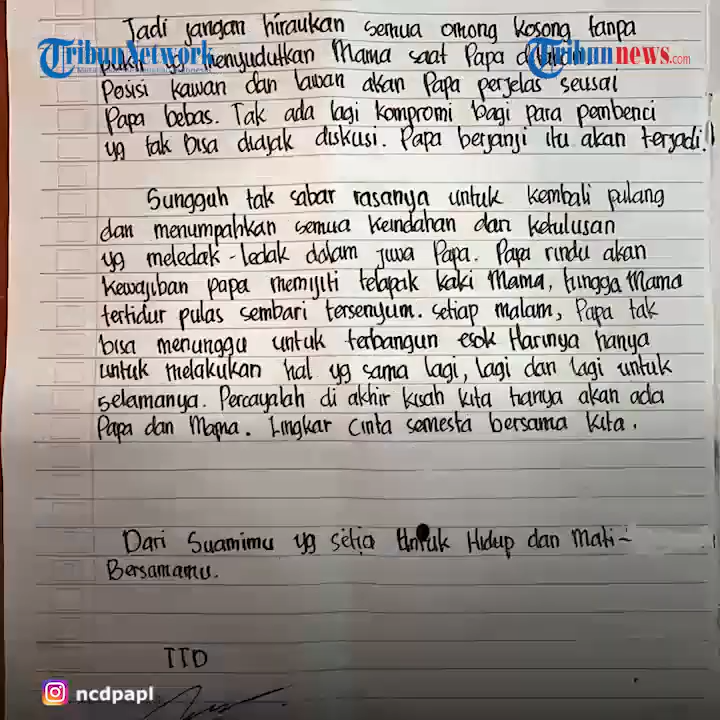 Jadi jangan hiraukan semua omong kosong tanpa
Tribun Network
Tribunnews.com
yg menyudutkan Mama saat Papa
Posisi kawan dan lawan akan Papa perjelas seusai
Papa bebas. Tak ada lagi kompromi bagi para pembenci
yg tak bisa diajak diskusi. Papa berjanji itu akan terjadi!
Sungguh tak sabar rasanya untuk kembali pulang
dan menumpahkan semua keindahan dan ketulusan
yg meledak-ledak dalam jiwa Papa. Papa rindu akan
kewajiban papa memijiti telapak kaki Mama, hingga Mama
tertidur pulas sembari tersenyum. setiap malam, Papa tak
bisa menunggu untuk terbangun esok Harinya hanya
untuk melakukan hal yg sama lagi, lagi dan lagi untuk
selamanya. Percayalah di akhir kisah kita hanya akan ada
Papa dan Mama. Lingkar Cinta semesta bersama kita.
Dari Suamimu yg setia Untuk Hidup dan Mati-
Bersamamu.
TTD
ncdpapl